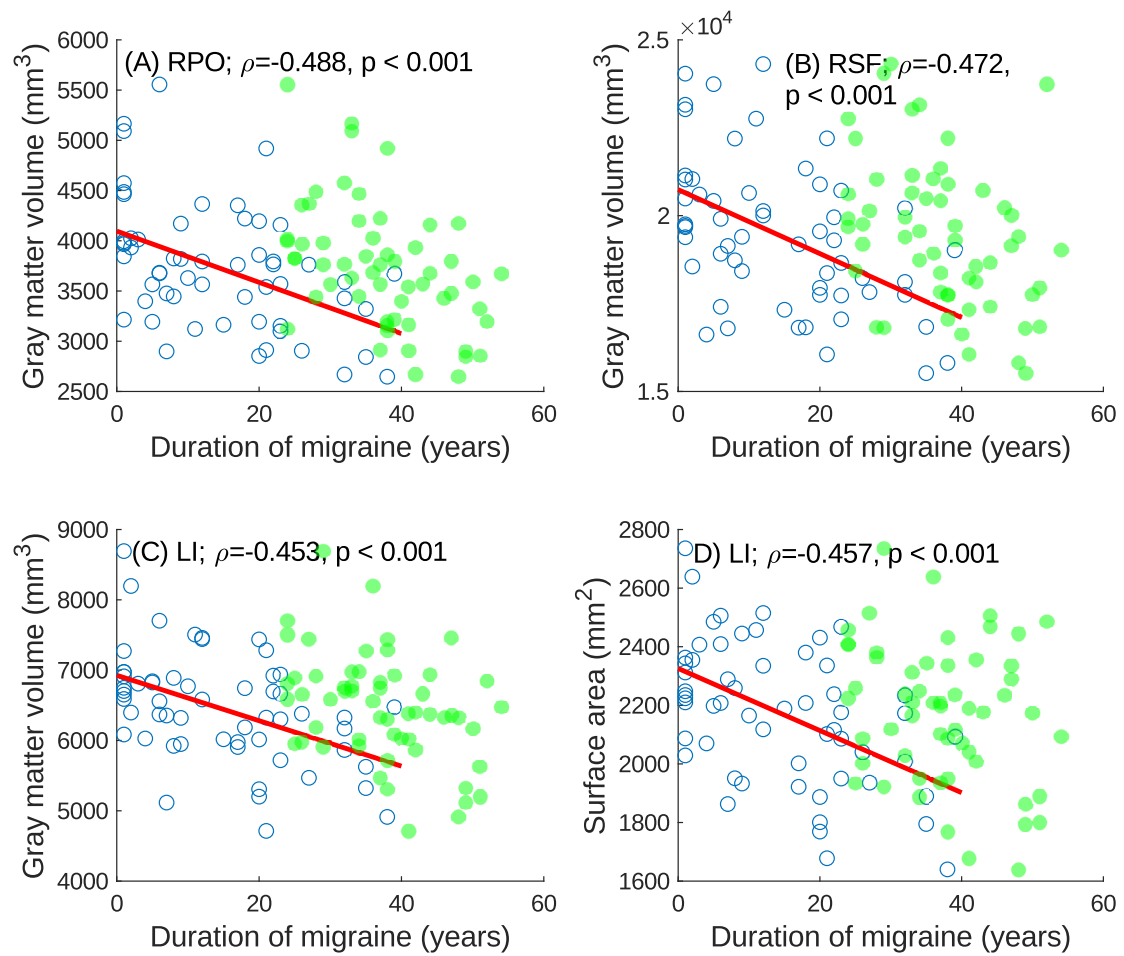 (A) RPO; ρ=-0.488, p < 0.001
Gray matter volume (mm³)
6000
5500
5000
4500
4000
3500
3000
2500
0 20 40 60
Duration of migraine (years)
×10⁴
(B) RSF; ρ=-0.472,
p < 0.001
Gray matter volume (mm³)
2.5
2
1.5
0 20 40 60
Duration of migraine (years)
(C) LI; ρ=-0.453, p < 0.001
Gray matter volume (mm³)
9000
8000
7000
6000
5000
4000
0 20 40 60
Duration of migraine (years)
D) LI; ρ=-0.457, p < 0.001
Surface area (mm²)
2800
2600
2400
2200
2000
1800
1600
0 20 40 60
Duration of migraine (years)